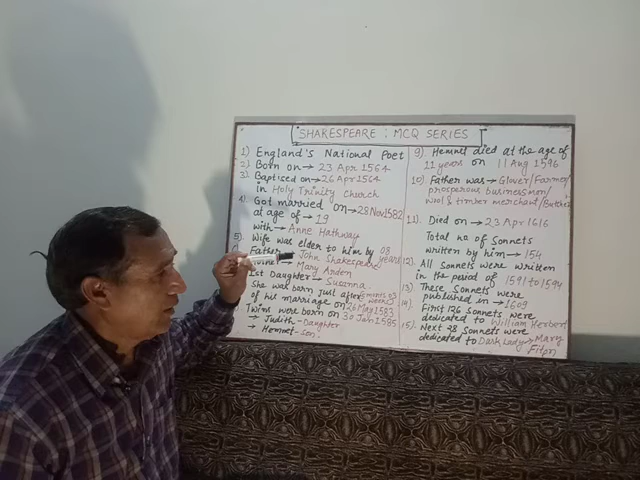 SHAKESPEARE: MCQ SERIES
1) England's National Poet
2) Born on → 23 Apr 1564
3) Baptised on → 26 Apr 1564
in Holy Trinity Church
4) Got married on → 28 Nov 1582
at age of → 19
with → Anne Hathway
5) Wife was elder to him by 08 years
Father → John Shakespeare
Mary Arden
1st Daughter → Susanna
She was born just after 6 months 03 weeks
of his marriage on 26 May 1583
Twins were born on 30 Jan 1585
→ Judith - Daughter
→ Hemnet - Son
9) Hemnet died at the age of
11 years on 11 Aug 1596
10) Father was → Glover/Farmer/
prosperous businessman/
wool & timber merchant/Butcher
11) Died on → 23 Apr 1616
Total no of Sonnets
written by him → 154
12) All Sonnets were written
in the period of 1591 to 1594
13) These Sonnets were
published in → 1609
14) First 126 sonnets were
dedicated to William Herbert
15) Next 28 Sonnets were
dedicated to Dark Lady → Mary
Fiton